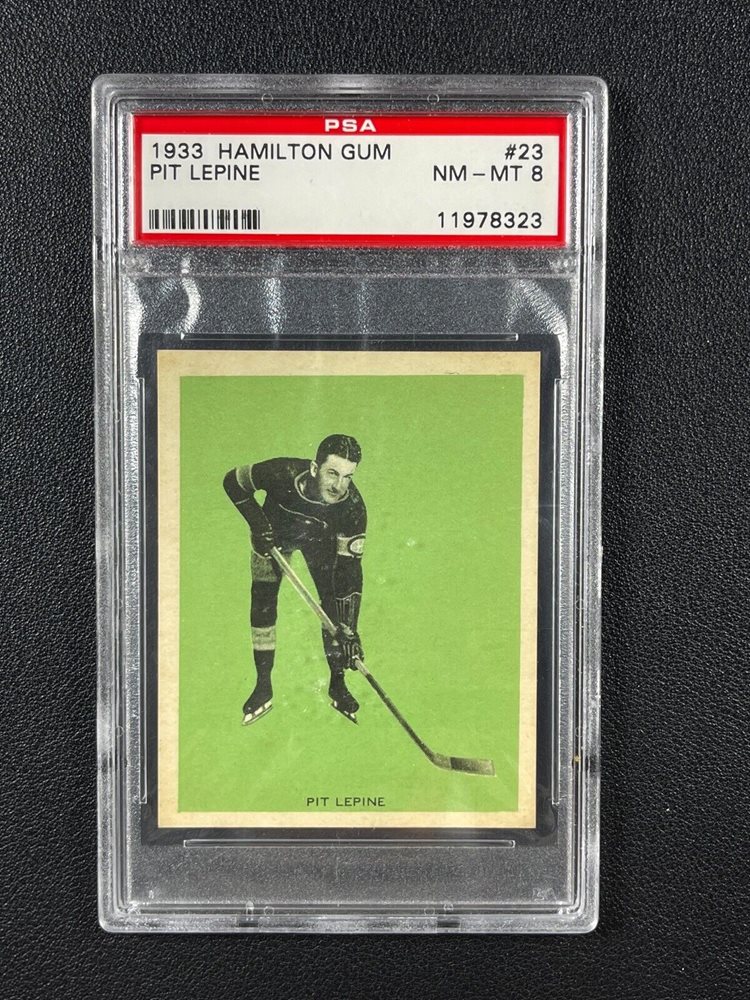 PSA
1933 HAMILTON GUM #23
PIT LEPINE NM-MT 8
11978323
PIT LEPINE